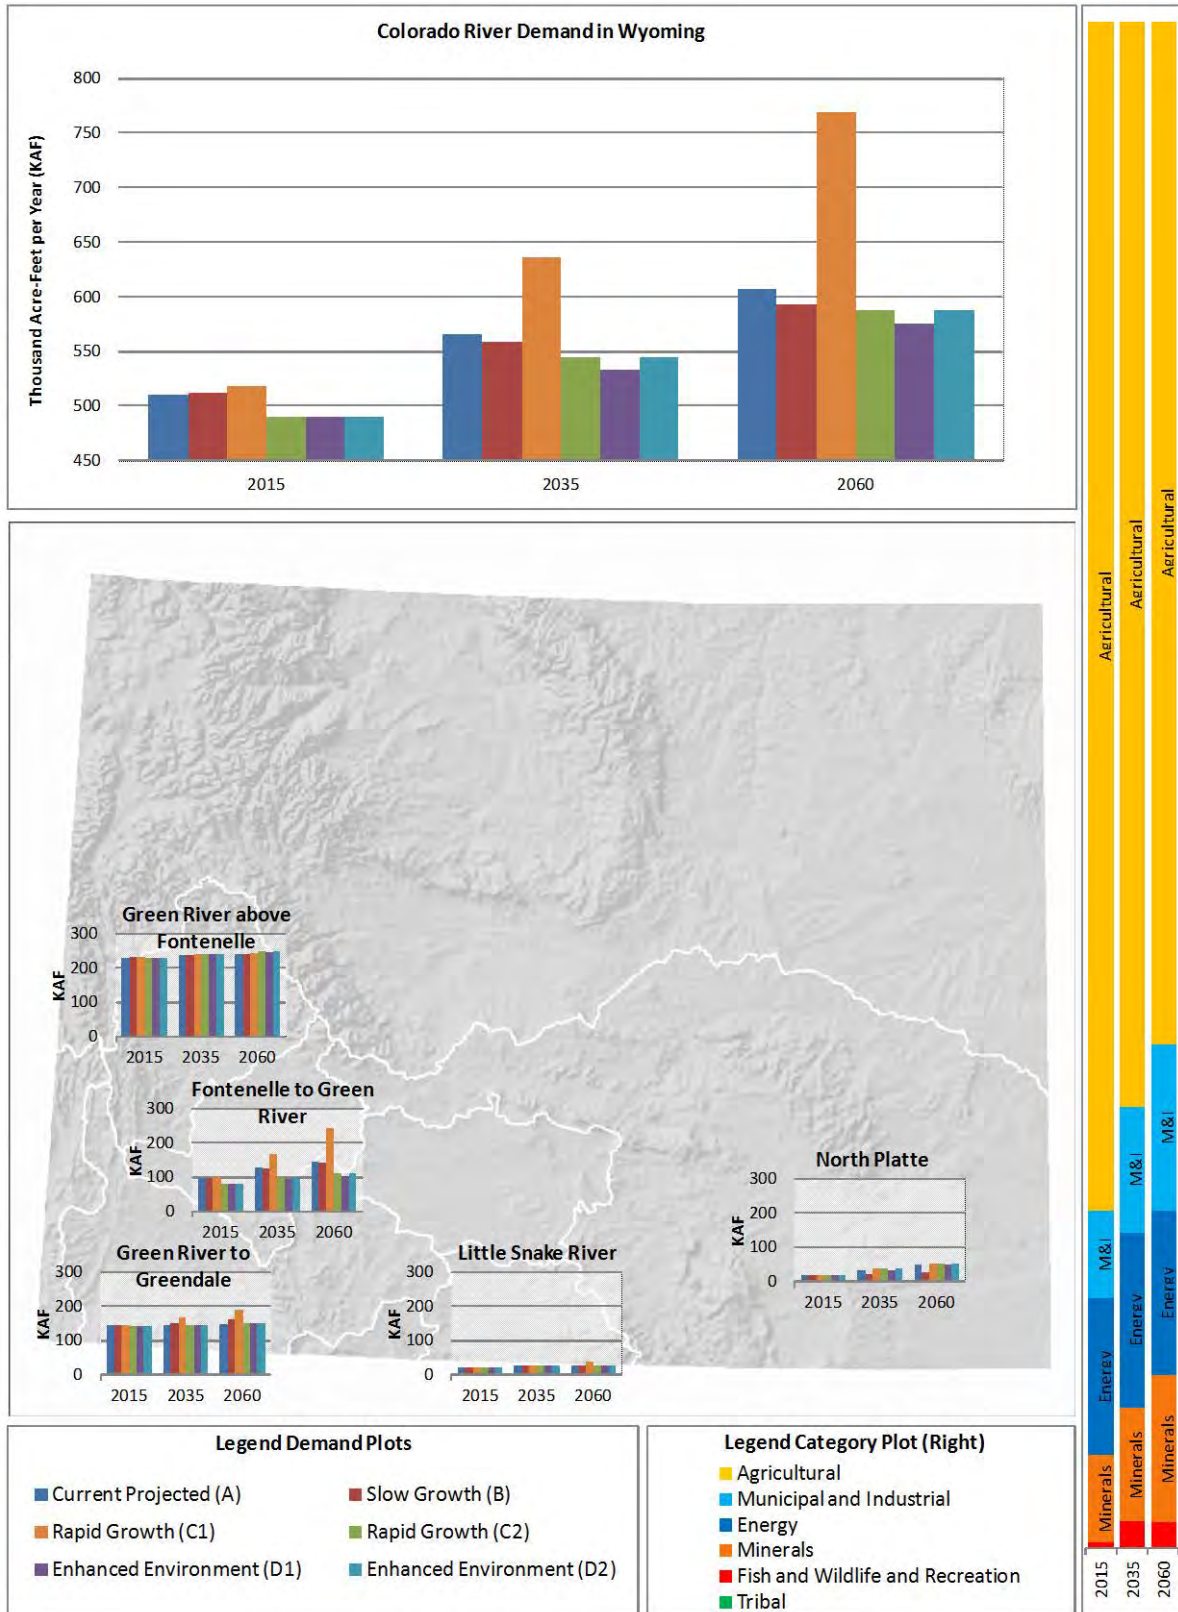 Colorado River Demand in Wyoming
Thousand Acre-Feet per Year (KAF)
800
750
700
650
600
550
500
450
2015 2035 2060
Green River above
Fontenelle
KAF
300
200
100
0
2015 2035 2060
Fontenelle to Green
River
KAF
300
200
100
0
2015 2035 2060
Green River to
Greendale
KAF
300
200
100
0
2015 2035 2060
Little Snake River
KAF
300
200
100
0
2015 2035 2060
North Platte
KAF
300
200
100
0
2015 2035 2060
Legend Demand Plots
Current Projected (A) Slow Growth (B)
Rapid Growth (C1) Rapid Growth (C2)
Enhanced Environment (D1) Enhanced Environment (D2)
Legend Category Plot (Right)
Agricultural
Municipal and Industrial
Energy
Minerals
Fish and Wildlife and Recreation
Tribal
Agricultural
M&I
Energy
Minerals
2015
Agricultural
M&I
Energy
Minerals
2035
Agricultural
M&I
Energy
Minerals
2060